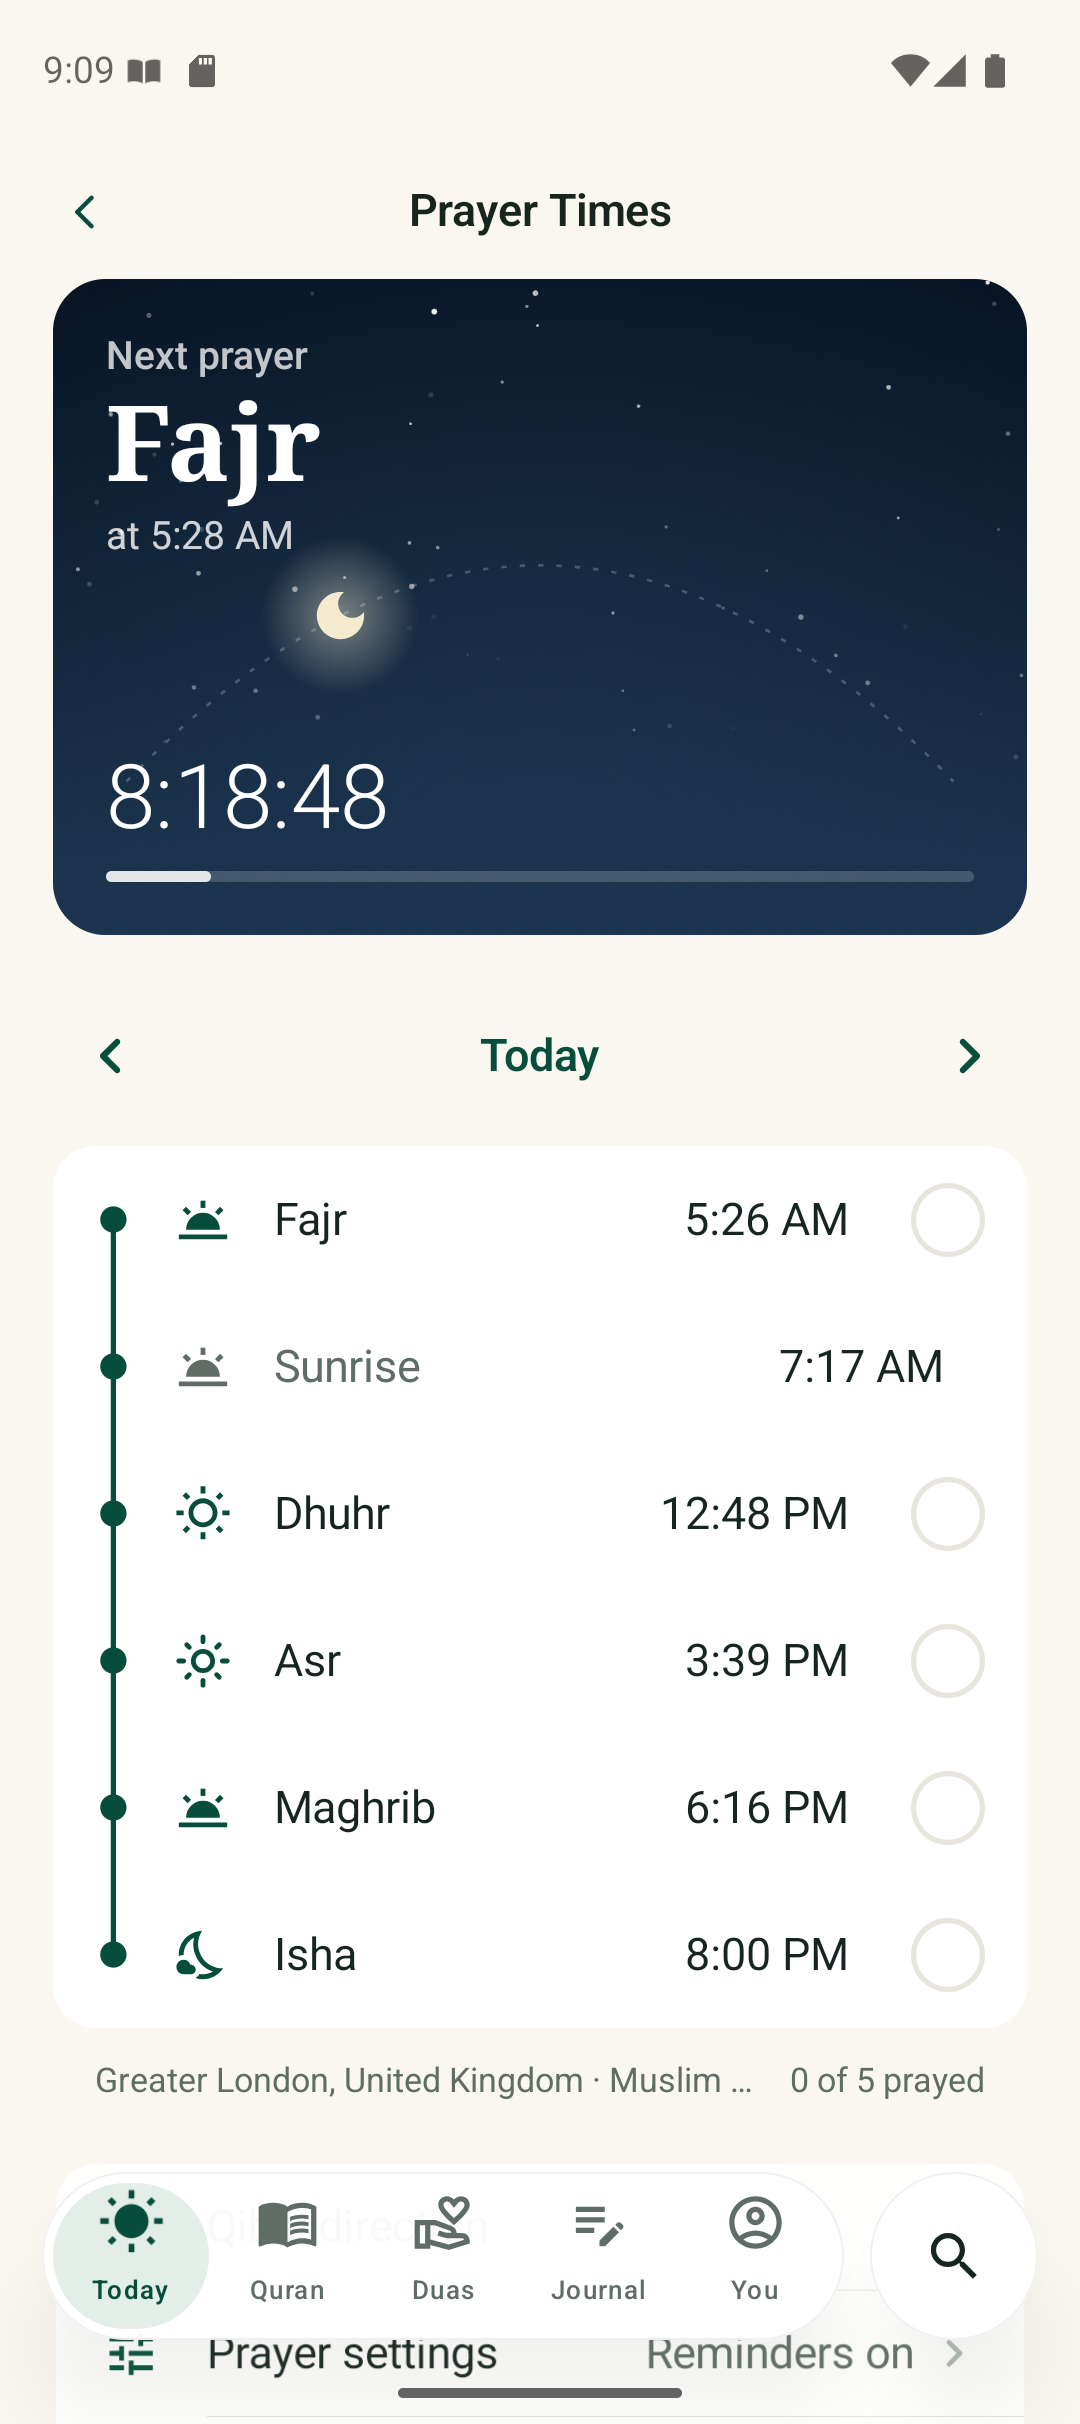 9:09
Prayer Times
Next prayer
Fajr
at 5:28 AM
8:18:48
Today
Fajr 5:26 AM
Sunrise 7:17 AM
Dhuhr 12:48 PM
Asr 3:39 PM
Maghrib 6:16 PM
Isha 8:00 PM
Greater London, United Kingdom · Muslim ... 0 of 5 prayed
Today Quran Duas Journal You
Prayer settings Reminders on